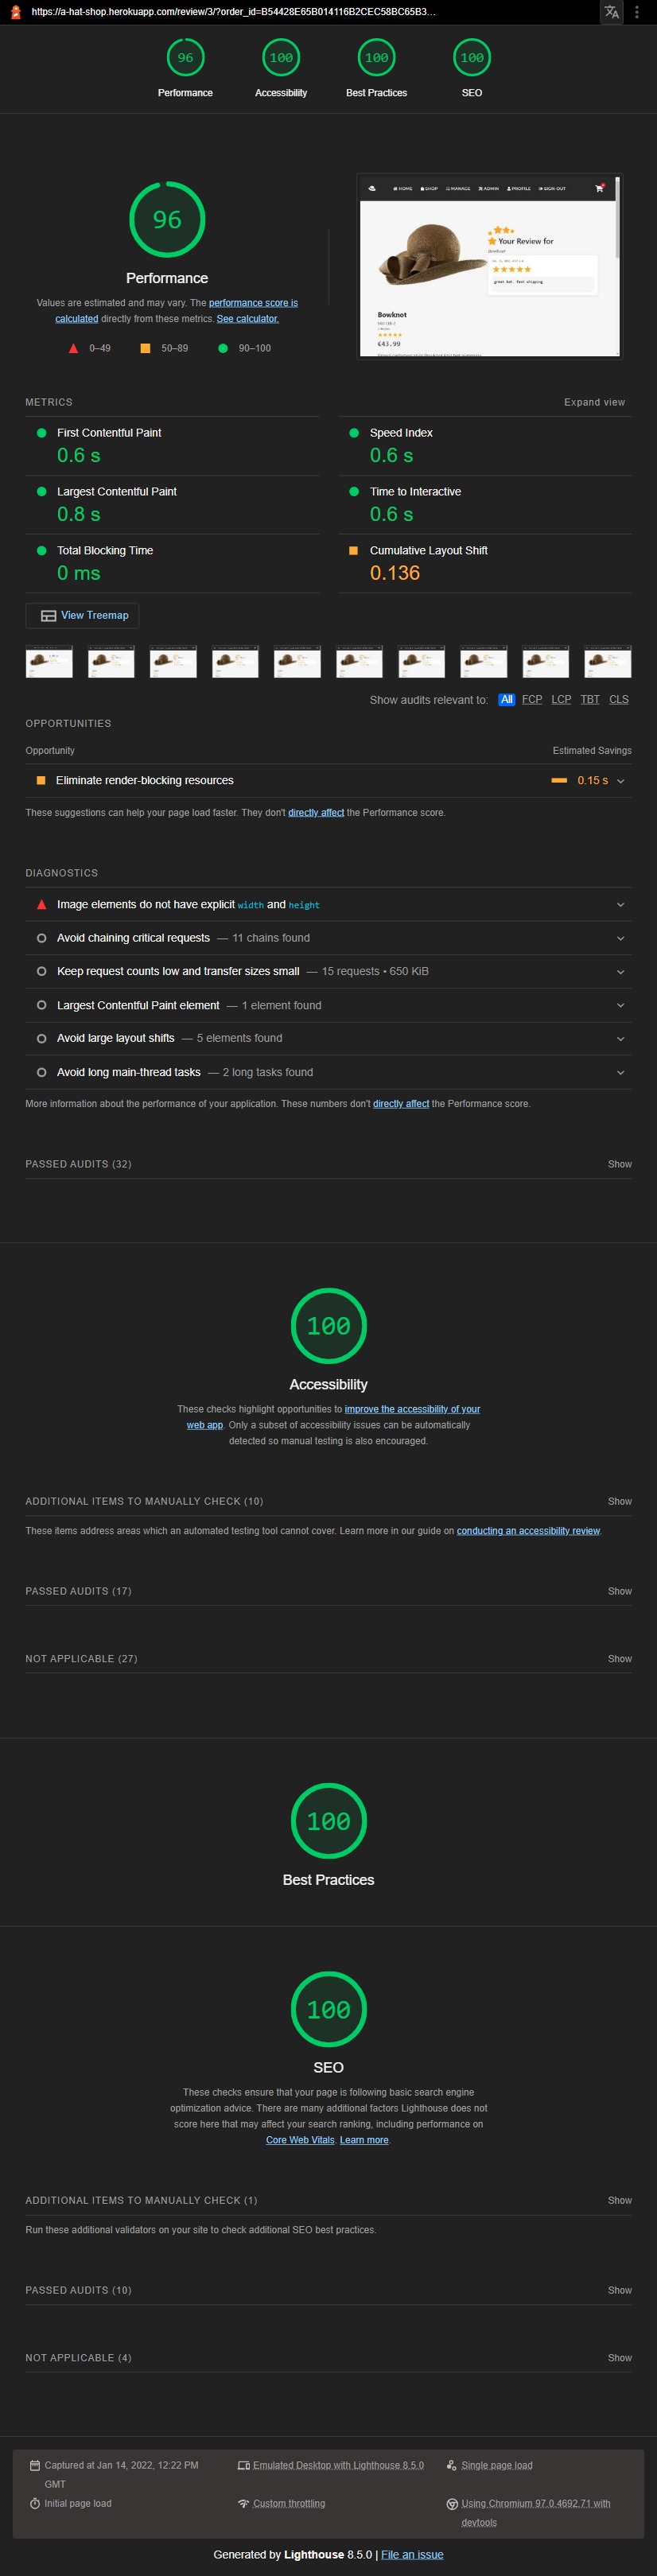 https://a-hat-shop.herokuapp.com/review/3/?order_id=B54428E65B014116B2CEC58BC65B3...
96
100
100
100
Performance
Accessibility
Best Practices
SEO
96
Performance
Values are estimated and may vary. The performance score is
calculated directly from these metrics. See calculator.
0–49
50–89
90–100
HOME SHOP MANAGE ADMIN PROFILE SIGN OUT
Your Review for
Bowknot
great hat. fast shipping
Bowknot
€43.99
METRICS
Expand view
First Contentful Paint
0.6 s
Speed Index
0.6 s
Largest Contentful Paint
0.8 s
Time to Interactive
0.6 s
Total Blocking Time
0 ms
Cumulative Layout Shift
0.136
View Treemap
Show audits relevant to: All FCP LCP TBT CLS
OPPORTUNITIES
Opportunity
Estimated Savings
Eliminate render-blocking resources
0.15 s
These suggestions can help your page load faster. They don't directly affect the Performance score.
DIAGNOSTICS
Image elements do not have explicit width and height
Avoid chaining critical requests — 11 chains found
Keep request counts low and transfer sizes small — 15 requests • 650 KiB
Largest Contentful Paint element — 1 element found
Avoid large layout shifts — 5 elements found
Avoid long main-thread tasks — 2 long tasks found
More information about the performance of your application. These numbers don't directly affect the Performance score.
PASSED AUDITS (32)
Show
100
Accessibility
These checks highlight opportunities to improve the accessibility of your
web app. Only a subset of accessibility issues can be automatically
detected so manual testing is also encouraged.
ADDITIONAL ITEMS TO MANUALLY CHECK (10)
Show
These items address areas which an automated testing tool cannot cover. Learn more in our guide on conducting an accessibility review.
PASSED AUDITS (17)
Show
NOT APPLICABLE (27)
Show
100
Best Practices
100
SEO
These checks ensure that your page is following basic search engine
optimization advice. There are many additional factors Lighthouse does not
score here that may affect your search ranking, including performance on
Core Web Vitals. Learn more.
ADDITIONAL ITEMS TO MANUALLY CHECK (1)
Show
Run these additional validators on your site to check additional SEO best practices.
PASSED AUDITS (10)
Show
NOT APPLICABLE (4)
Show
Captured at Jan 14, 2022, 12:22 PM
GMT
Emulated Desktop with Lighthouse 8.5.0
Single page load
Initial page load
Custom throttling
Using Chromium 97.0.4692.71 with
devtools
Generated by Lighthouse 8.5.0 | File an issue